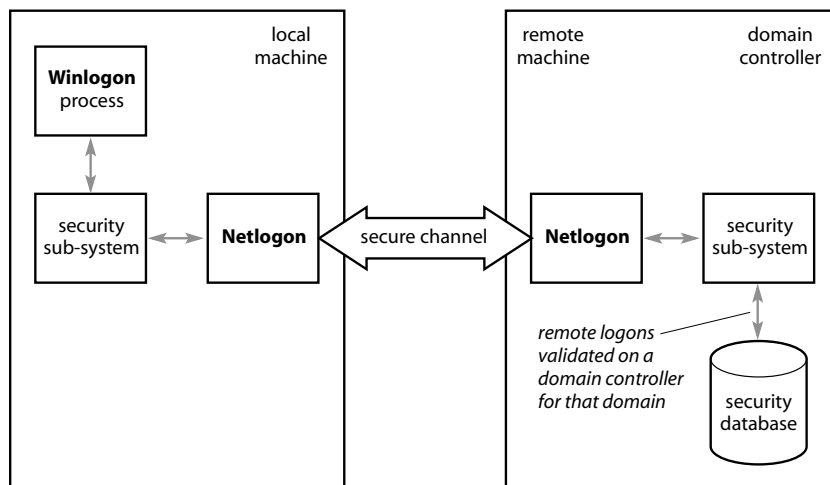 local
machine
Winlogon
process
security
sub-system
Netlogon
secure channel
remote
machine
domain
controller
Netlogon
security
sub-system
remote logons
validated on a
domain controller
for that domain
security
database